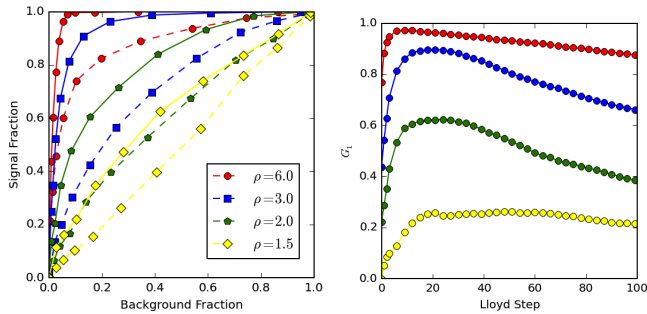 1.0
0.8
0.6
0.4
0.2
0.0
Signal Fraction
0.0 0.2 0.4 0.6 0.8 1.0
Background Fraction
ρ=6.0
ρ=3.0
ρ=2.0
ρ=1.5
1.0
0.8
0.6
0.4
0.2
0.0
G₁
0 20 40 60 80 100
Lloyd Step